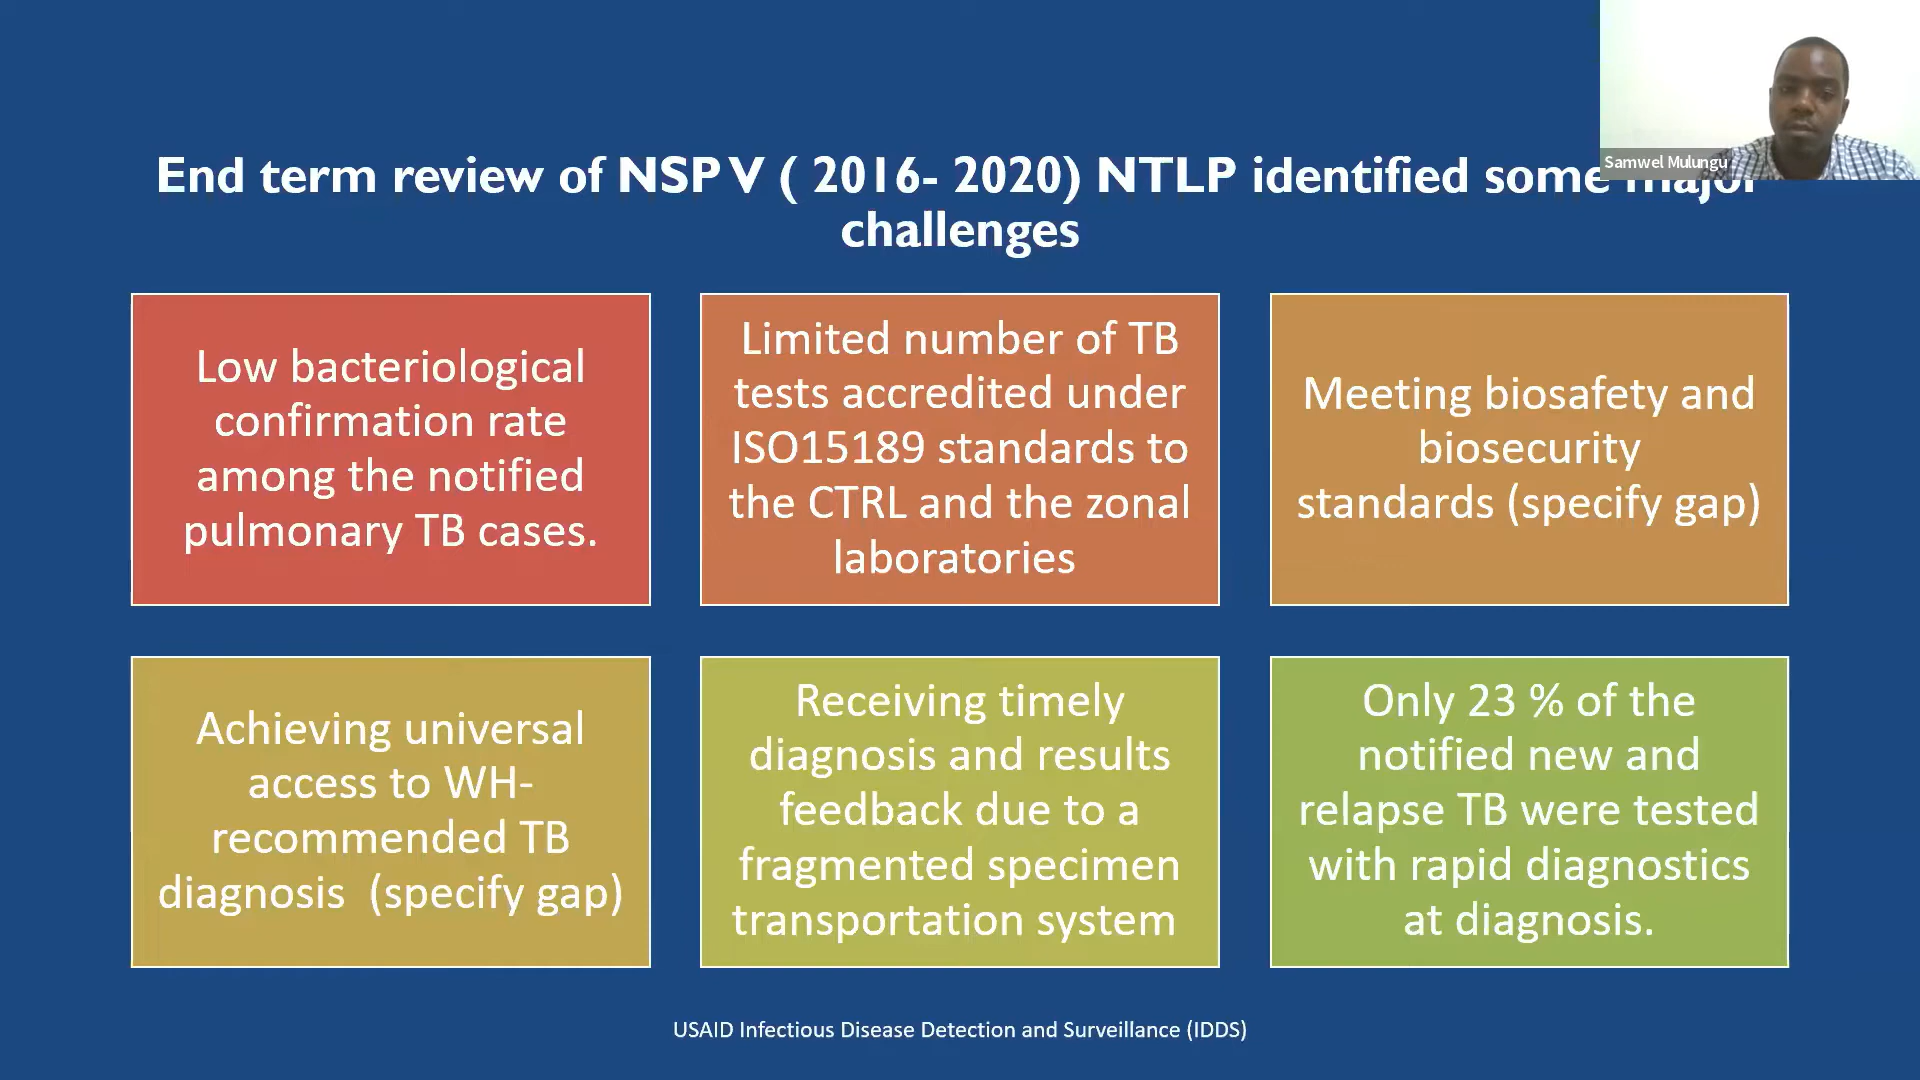 Samwel Mulungu
End term review of NSP V ( 2016- 2020) NTLP identified some major
challenges
Low bacteriological
confirmation rate
among the notified
pulmonary TB cases.
Limited number of TB
tests accredited under
ISO15189 standards to
the CTRL and the zonal
laboratories
Meeting biosafety and
biosecurity
standards (specify gap)
Achieving universal
access to WH-
recommended TB
diagnosis (specify gap)
Receiving timely
diagnosis and results
feedback due to a
fragmented specimen
transportation system
Only 23 % of the
notified new and
relapse TB were tested
with rapid diagnostics
at diagnosis.
USAID Infectious Disease Detection and Surveillance (IDDS)